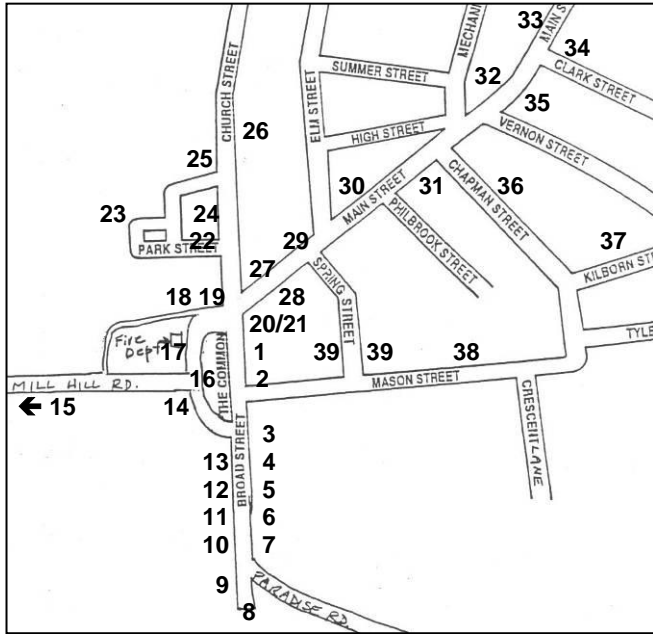 33
MAIN S
MECHANI
34
SUMMER STREET
32
CLARK STREET
CHURCH STREET
ELM STREET
35
26
HIGH STREET
VERNON STREET
25
30
MAIN STREET
31
CHAPMAN STREET
36
23
24
PHILBROOK STREET
22
PARK STREET
29
37
27
SPRING STREET
KILBORN ST
18 19
28
20/21
Fire Dept
17
THE COMMON
1
39
39
38
TYLE
MILL HILL RD.
16
2
MASON STREET
15
14
CRESCENT LANE
BROAD STREET
3
13
4
12
5
11
6
10
7
9
PARADISE RD.
8